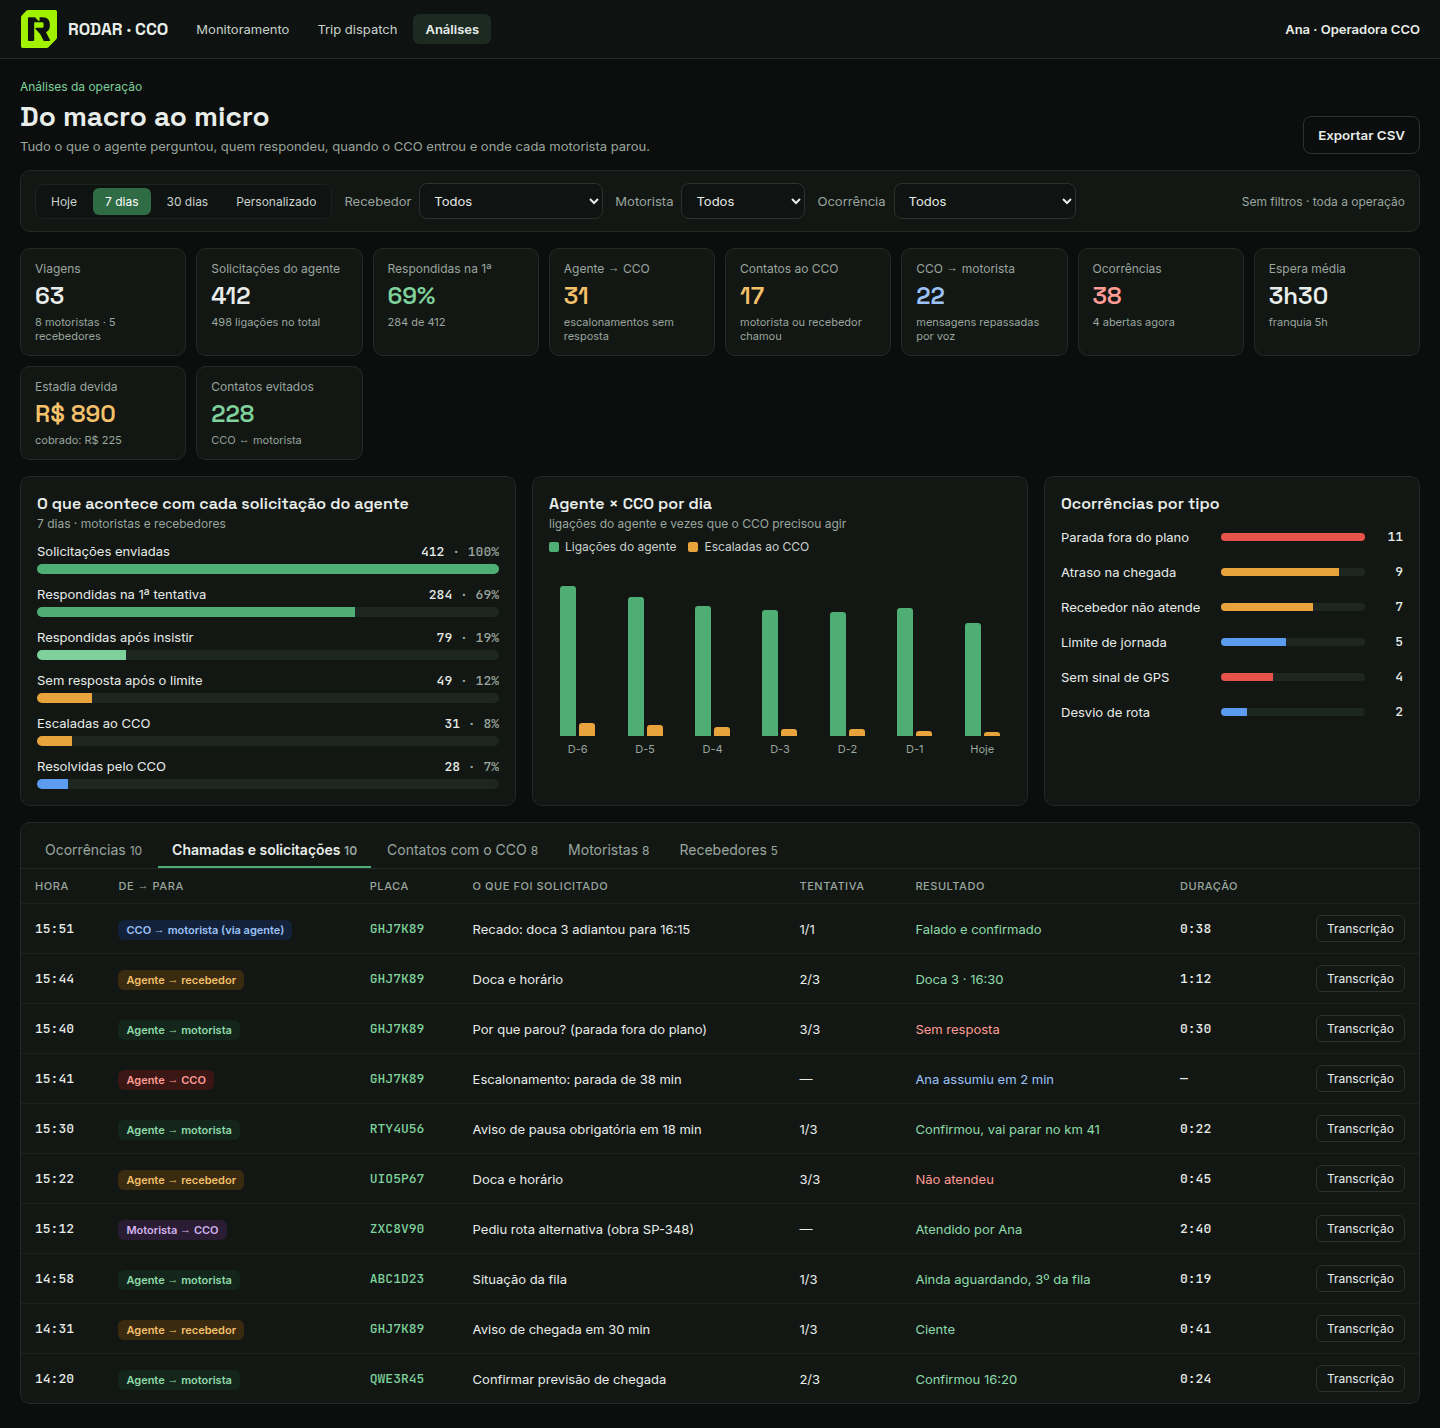 RODAR · CCO
Monitoramento
Trip dispatch
Análises
Ana · Operadora CCO
Análises da operação
Do macro ao micro
Tudo o que o agente perguntou, quem respondeu, quando o CCO entrou e onde cada motorista parou.
Exportar CSV
Hoje
7 dias
30 dias
Personalizado
Recebedor
Todos
Motorista
Todos
Ocorrência
Todos
Sem filtros · toda a operação
Viagens
63
8 motoristas · 5
recebedores
Solicitações do agente
412
498 ligações no total
Respondidas na 1ª
69%
284 de 412
Agente → CCO
31
escalonamentos sem
resposta
Contatos ao CCO
17
motorista ou recebedor
chamou
CCO → motorista
22
mensagens repassadas
por voz
Ocorrências
38
4 abertas agora
Espera média
3h30
franquia 5h
Estadia devida
R$ 890
cobrado: R$ 225
Contatos evitados
228
CCO ↔ motorista
O que acontece com cada solicitação do agente
7 dias · motoristas e recebedores
Solicitações enviadas 412 · 100%
Respondidas na 1ª tentativa 284 · 69%
Respondidas após insistir 79 · 19%
Sem resposta após o limite 49 · 12%
Escaladas ao CCO 31 · 8%
Resolvidas pelo CCO 28 · 7%
Agente × CCO por dia
ligações do agente e vezes que o CCO precisou agir
Ligações do agente
Escaladas ao CCO
D-6 D-5 D-4 D-3 D-2 D-1 Hoje
Ocorrências por tipo
Parada fora do plano 11
Atraso na chegada 9
Recebedor não atende 7
Limite de jornada 5
Sem sinal de GPS 4
Desvio de rota 2
Ocorrências 10
Chamadas e solicitações 10
Contatos com o CCO 8
Motoristas 8
Recebedores 5
HORA DE → PARA PLACA O QUE FOI SOLICITADO TENTATIVA RESULTADO DURAÇÃO
15:51 CCO → motorista (via agente) GHJ7K89 Recado: doca 3 adiantou para 16:15 1/1 Falado e confirmado 0:38 Transcrição
15:44 Agente → recebedor GHJ7K89 Doca e horário 2/3 Doca 3 · 16:30 1:12 Transcrição
15:40 Agente → motorista GHJ7K89 Por que parou? (parada fora do plano) 3/3 Sem resposta 0:30 Transcrição
15:41 Agente → CCO GHJ7K89 Escalonamento: parada de 38 min — Ana assumiu em 2 min — Transcrição
15:30 Agente → motorista RTY4U56 Aviso de pausa obrigatória em 18 min 1/3 Confirmou, vai parar no km 41 0:22 Transcrição
15:22 Agente → recebedor UIO5P67 Doca e horário 3/3 Não atendeu 0:45 Transcrição
15:12 Motorista → CCO ZXC8V90 Pediu rota alternativa (obra SP-348) — Atendido por Ana 2:40 Transcrição
14:58 Agente → motorista ABC1D23 Situação da fila 1/3 Ainda aguardando, 3º da fila 0:19 Transcrição
14:31 Agente → recebedor GHJ7K89 Aviso de chegada em 30 min 1/3 Ciente 0:41 Transcrição
14:20 Agente → motorista QWE3R45 Confirmar previsão de chegada 2/3 Confirmou 16:20 0:24 Transcrição